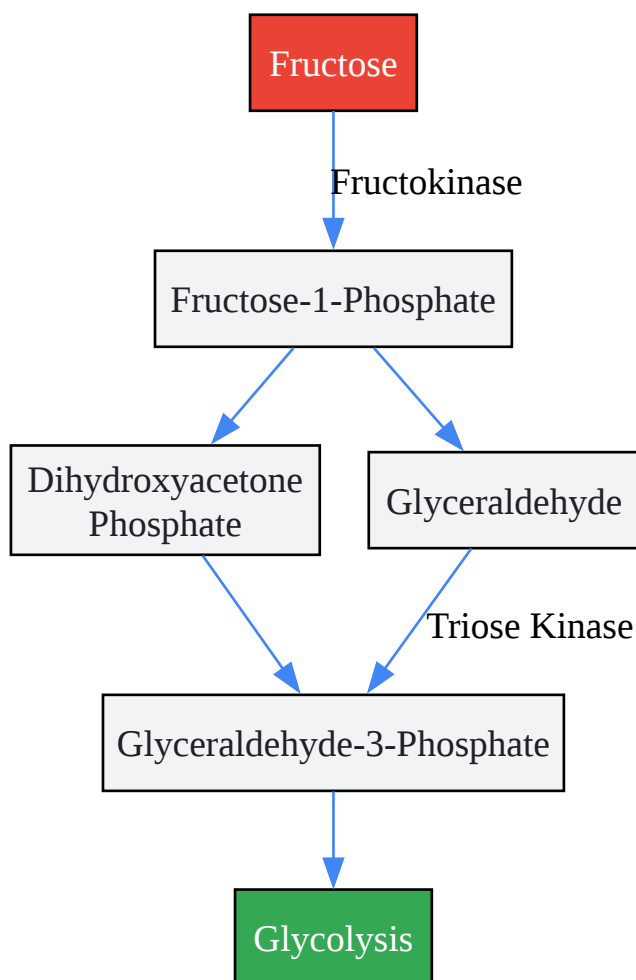 Fructose
Fructokinase
Fructose-1-Phosphate
Dihydroxyacetone
Phosphate
Glyceraldehyde
Triose Kinase
Glyceraldehyde-3-Phosphate
Glycolysis